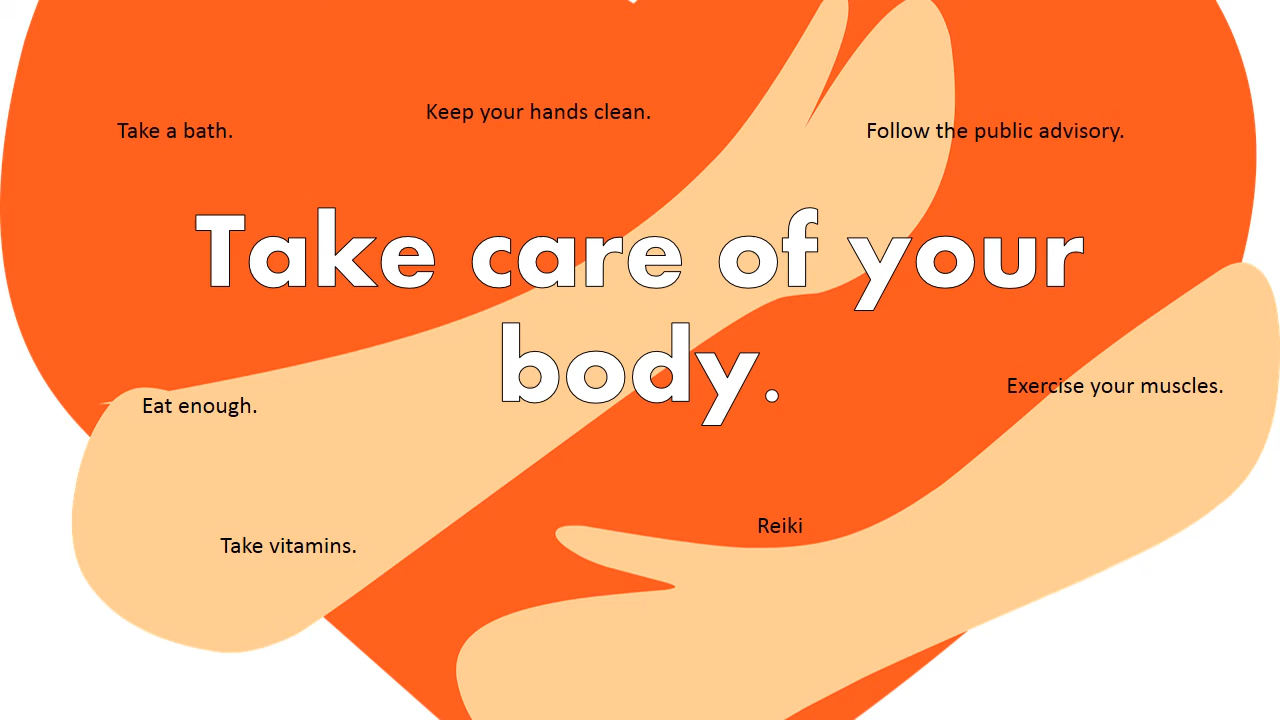 Keep your hands clean.
Take a bath.
Follow the public advisory.
Take care of your
body.
Exercise your muscles.
Eat enough.
Reiki
Take vitamins.